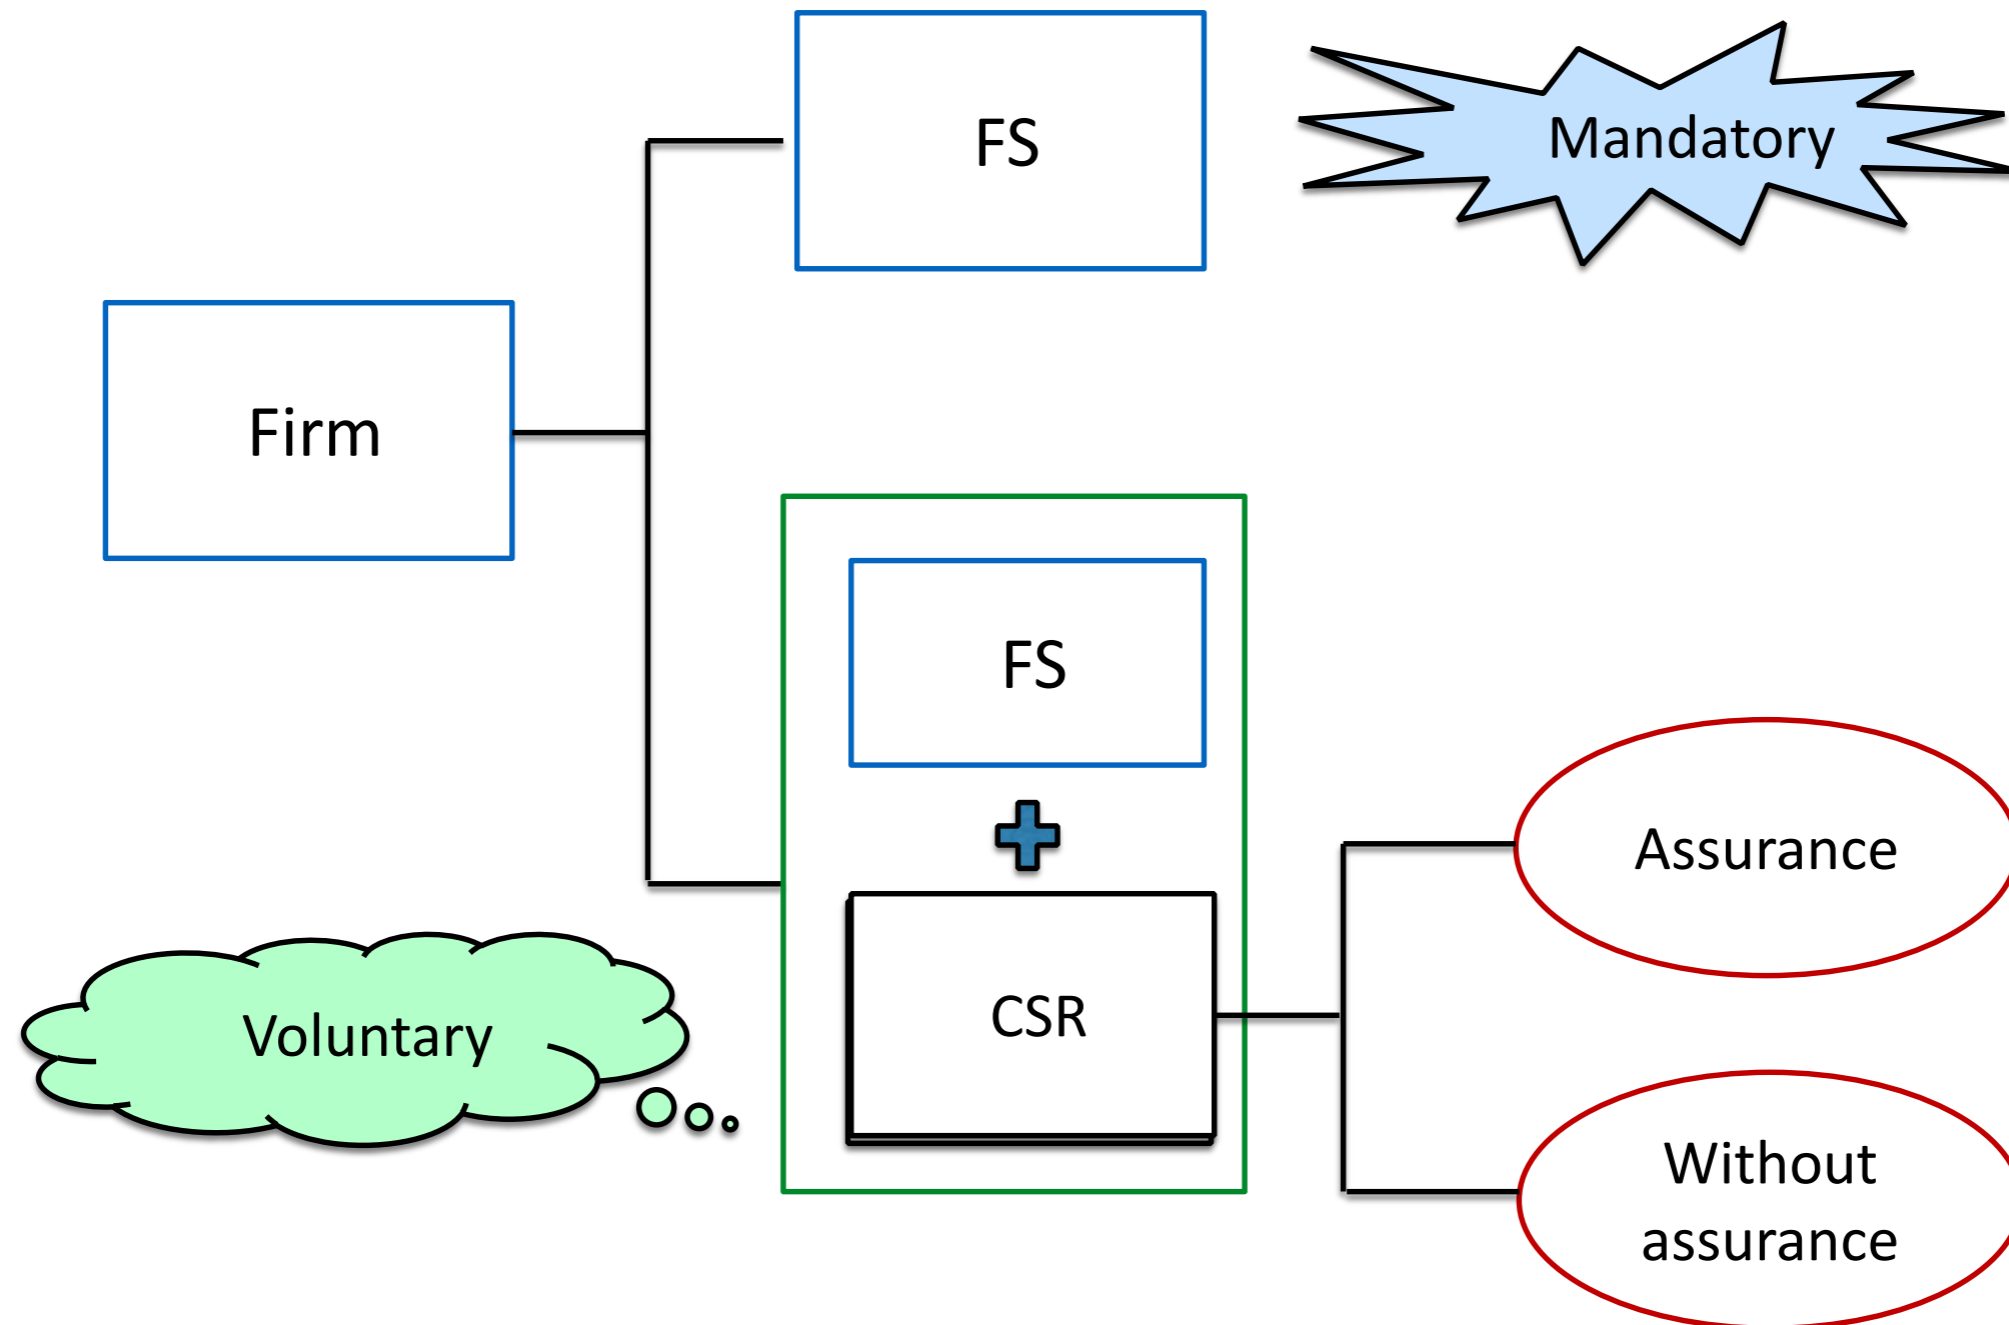 FS
Mandatory
Firm
FS
Assurance
CSR
Voluntary
Without
assurance